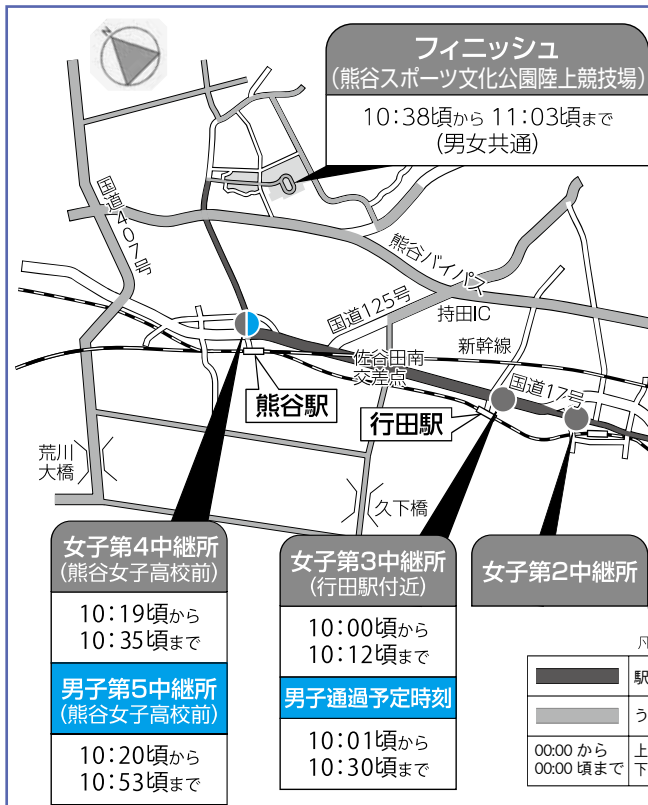 N
フィニッシュ
(熊谷スポーツ文化公園陸上競技場)
10:38頃から 11:03頃まで
(男女共通)
国道407号
熊谷バイパス
国道125号
持田IC
新幹線
佐谷田南
交差点
国道17号
熊谷駅
行田駅
荒川
大橋
久下橋
女子第4中継所
(熊谷女子高校前)
10:19頃から
10:35頃まで
男子第5中継所
(熊谷女子高校前)
10:20頃から
10:53頃まで
女子第3中継所
(行田駅付近)
10:00頃から
10:12頃まで
男子通過予定時刻
10:01頃から
10:30頃まで
女子第2中継所
駅
う
00:00 から
00:00 頃まで
上
下